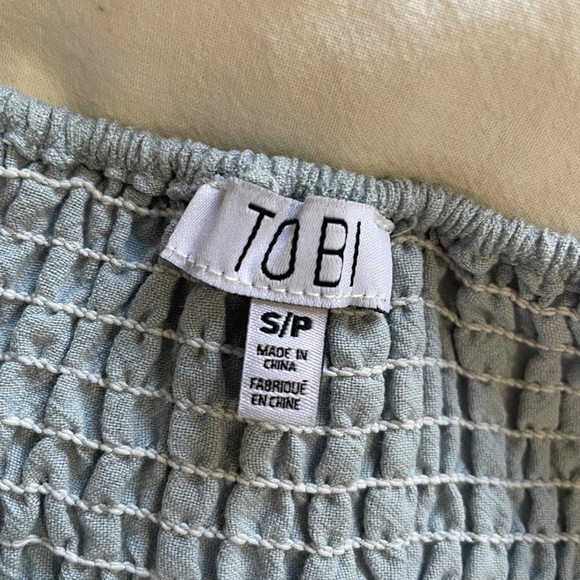 TOBI
S/P
MADE IN
CHINA
FABRIQUÉ
EN CHINE